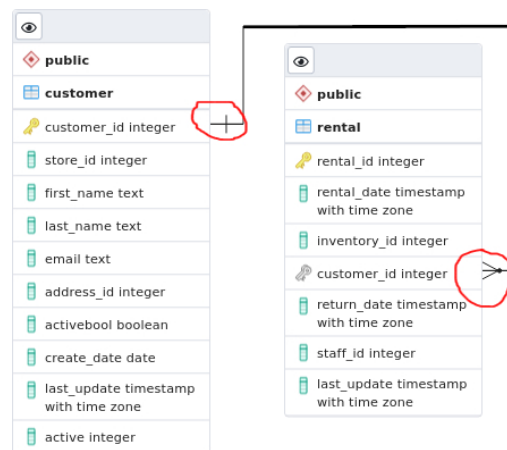 public
customer
customer_id integer
store_id integer
first_name text
last_name text
email text
address_id integer
activebool boolean
create_date date
last_update timestamp
with time zone
active integer
public
rental
rental_id integer
rental_date timestamp
with time zone
inventory_id integer
customer_id integer
return_date timestamp
with time zone
staff_id integer
last_update timestamp
with time zone